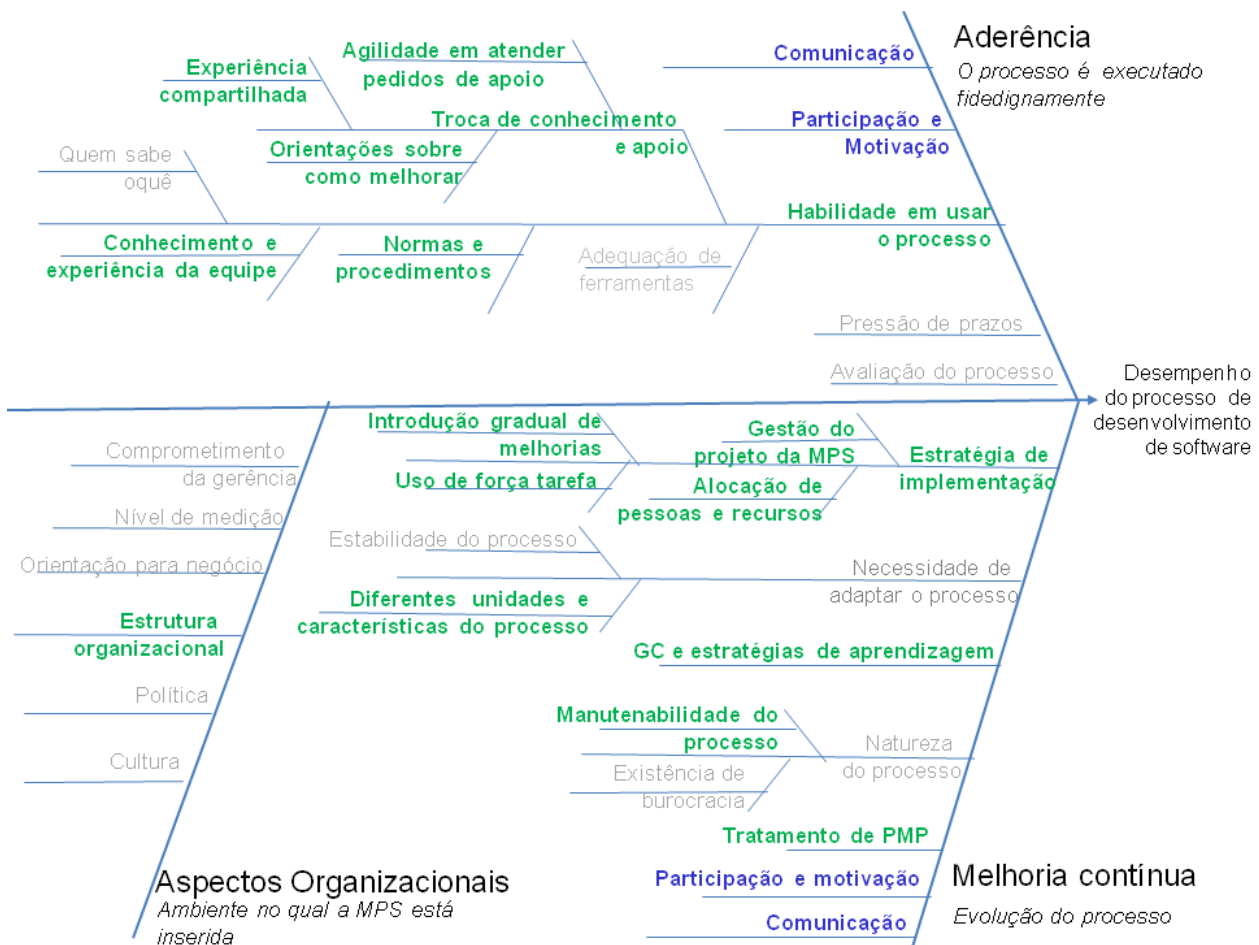 Aderência
O processo é executado
fidedignamente
Comunicação
Participação e
Motivação
Habilidade em usar
o processo
Agilidade em atender
pedidos de apoio
Experiência
compartilhada
Troca de conhecimento
e apoio
Orientações sobre
como melhorar
Quem sabe
oquê
Conhecimento e
experiência da equipe
Normas e
procedimentos
Adequação de
ferramentas
Pressão de prazos
Avaliação do processo
Desempenho
do processo de
desenvolvimento
de software
Introdução gradual de
melhorias
Gestão do
projeto da MPS
Estratégia de
implementação
Uso de força tarefa
Alocação de
pessoas e recursos
Comprometimento
da gerência
Nível de medição
Orientação para negócio
Estrutura
organizacional
Política
Cultura
Estabilidade do processo
Necessidade de
adaptar o processo
Diferentes unidades e
características do processo
GC e estratégias de aprendizagem
Manutenabilidade do
processo
Natureza
do processo
Existência de
burocracia
Tratamento de PMP
Participação e motivação
Comunicação
Aspectos Organizacionais
Ambiente no qual a MPS está
inserida
Melhoria contínua
Evolução do processo